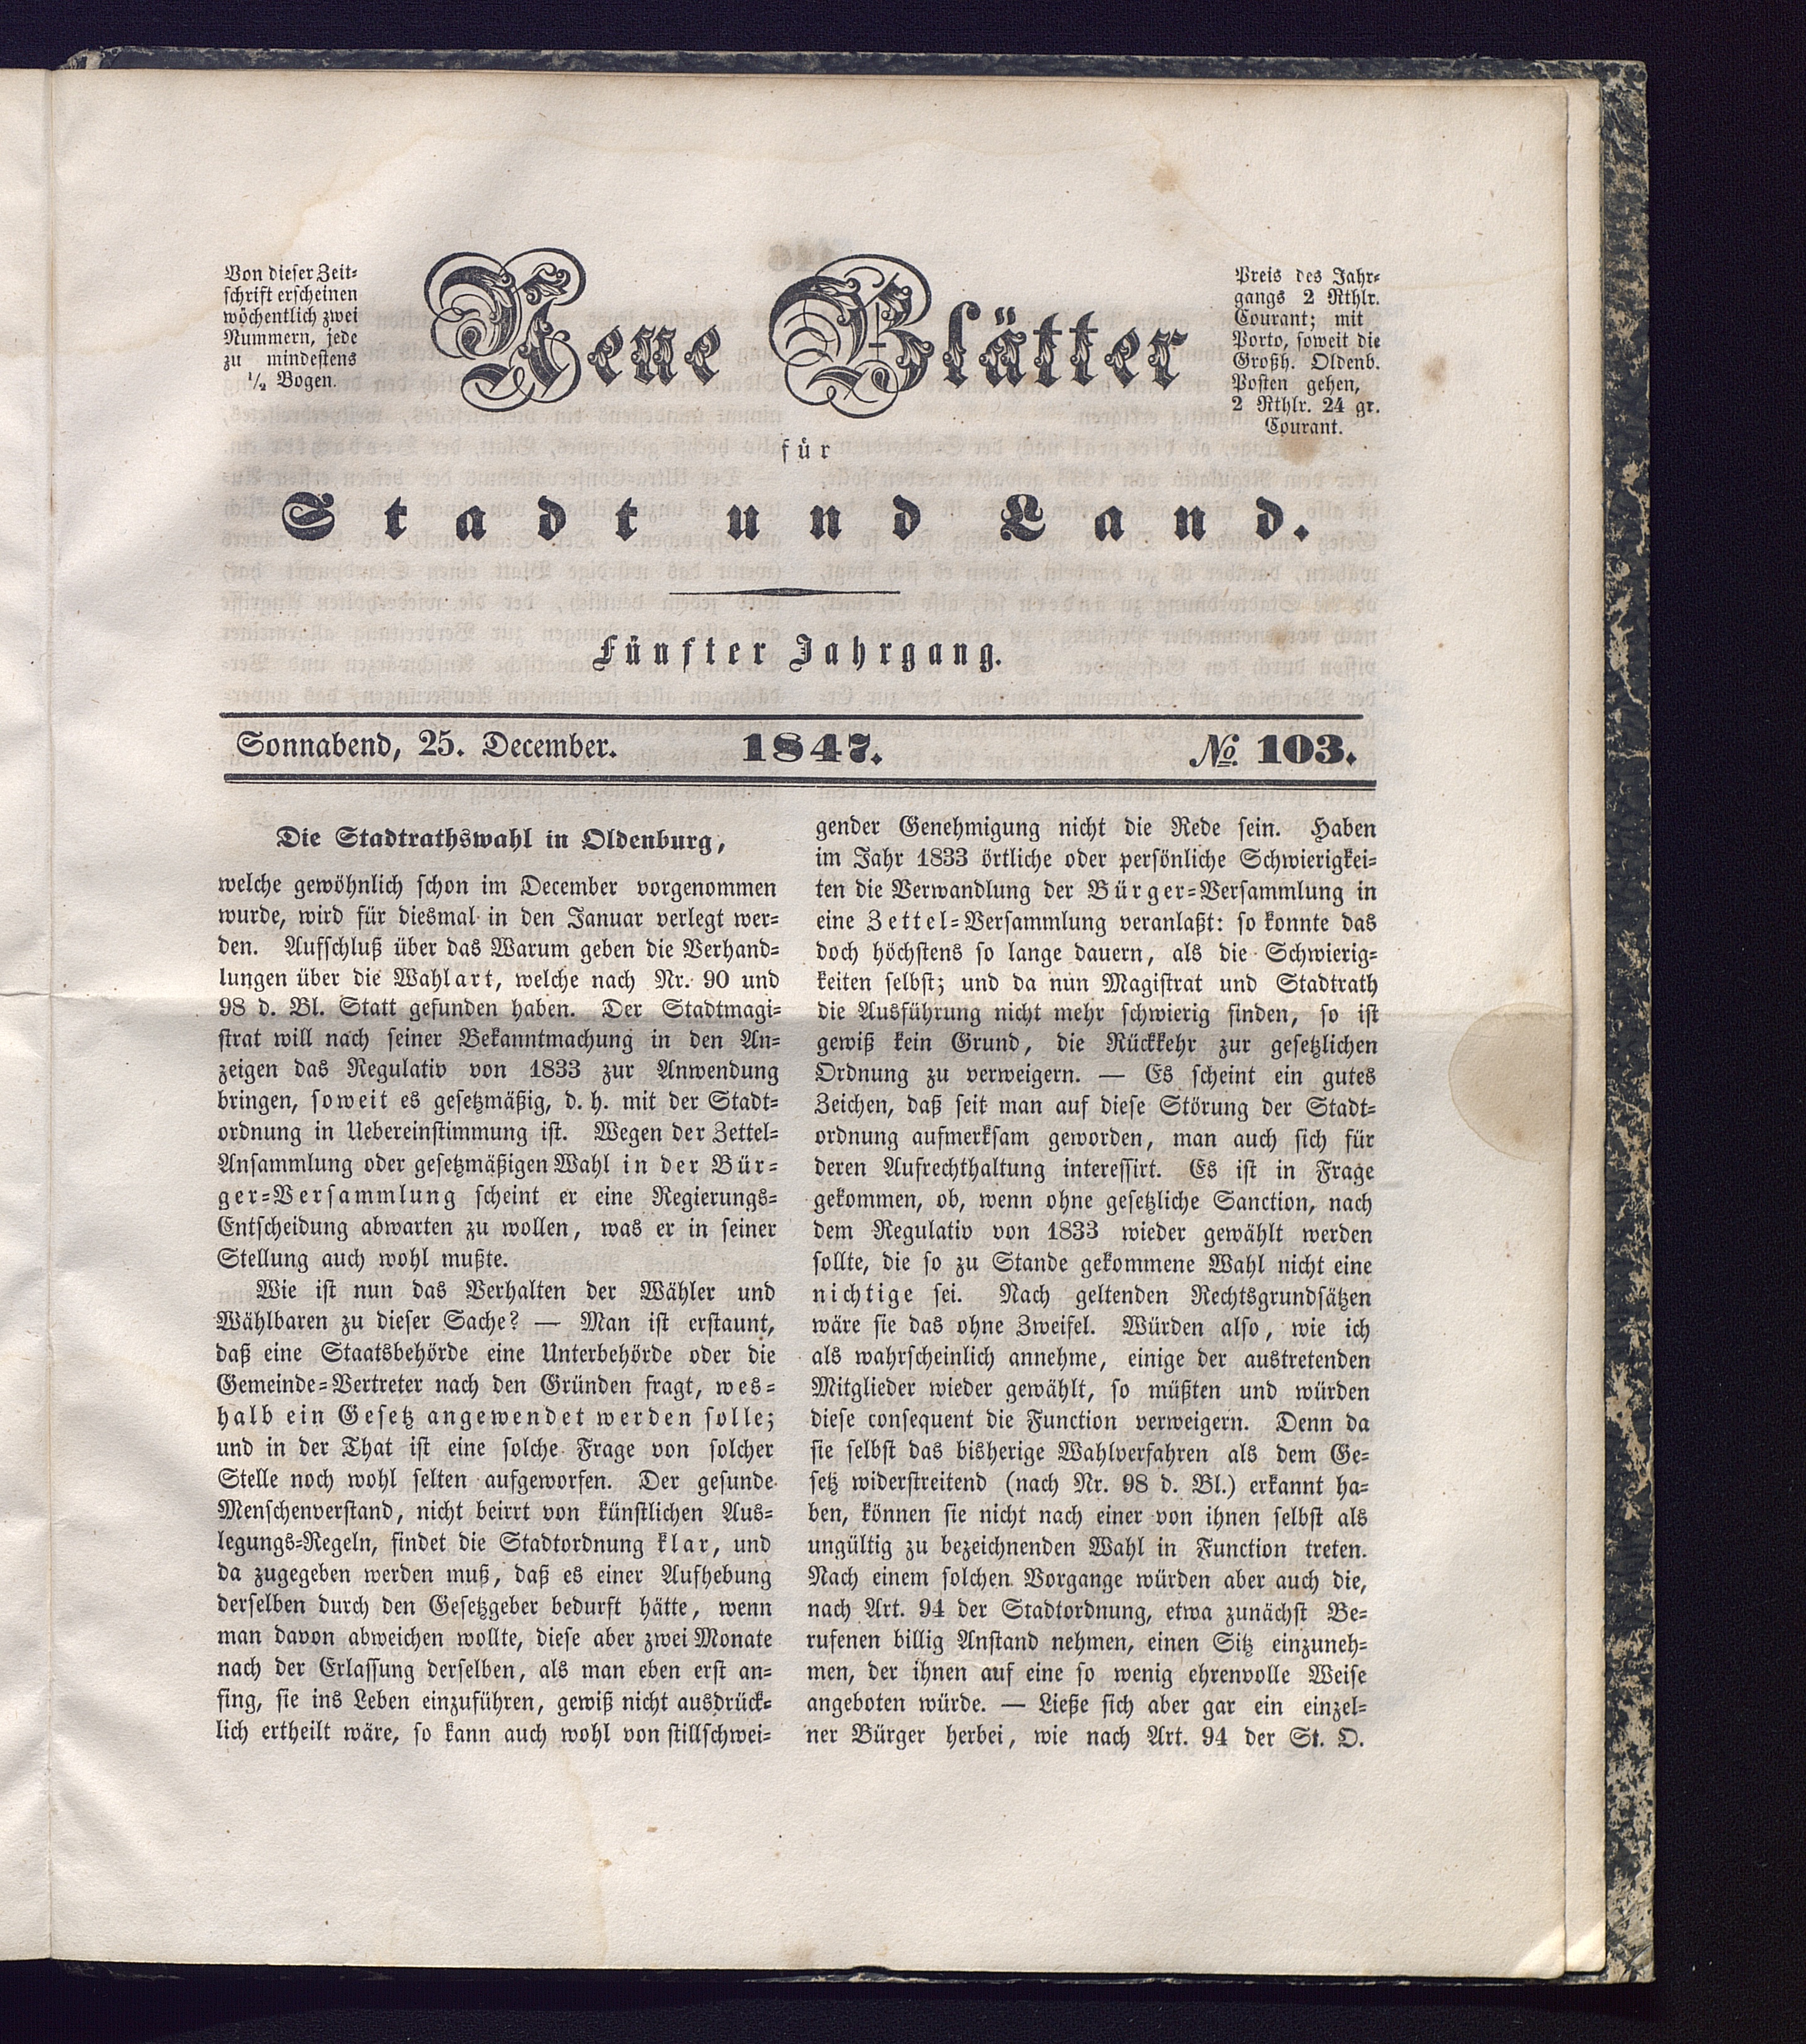 Von dieser Zeit-
schrift erscheinen
wöchentlich zwei
Nummern, jede
zu mindestens
1/2 Bogen.
Neue Blätter
für
Stadt und Land.
Preis des Jahr-
gangs 2 Rthlr.
Courant; mit
Porto, soweit die
Großh. Oldenb.
Posten gehen,
2 Rthlr. 24 gr.
Courant.
Fünfter Jahrgang.
Sonnabend, 25. December. 1847. № 103.
Die Stadtrathswahl in Oldenburg,
welche gewöhnlich schon im December vorgenommen
wurde, wird für diesmal in den Januar verlegt wer-
den. Aufschluß über das Warum geben die Verhand-
lungen über die Wahlart, welche nach Nr. 90 und
98 d. Bl. Statt gefunden haben. Der Stadtmagi-
strat will nach seiner Bekanntmachung in den An-
zeigen das Regulativ von 1833 zur Anwendung
bringen, soweit es gesetzmäßig, d. h. mit der Stadt-
ordnung in Uebereinstimmung ist. Wegen der Zettel-
Ansammlung oder gesetzmäßigen Wahl in der Bür-
ger-Versammlung scheint er eine Regierungs-
Entscheidung abwarten zu wollen, was er in seiner
Stellung auch wohl mußte.
Wie ist nun das Verhalten der Wähler und
Wählbaren zu dieser Sache? — Man ist erstaunt,
daß eine Staatsbehörde eine Unterbehörde oder die
Gemeinde-Vertreter nach den Gründen fragt, wes-
halb ein Gesetz angewendet werden solle;
und in der That ist eine solche Frage von solcher
Stelle noch wohl selten aufgeworfen. Der gesunde
Menschenverstand, nicht beirrt von künstlichen Aus-
legungs-Regeln, findet die Stadtordnung klar, und
da zugegeben werden muß, daß es einer Aufhebung
derselben durch den Gesetzgeber bedurft hätte, wenn
man davon abweichen wollte, diese aber zwei Monate
nach der Erlassung derselben, als man eben erst an-
fing, sie ins Leben einzuführen, gewiß nicht ausdrück-
lich ertheilt wäre, so kann auch wohl von stillschwei-
gender Genehmigung nicht die Rede sein. Haben
im Jahr 1833 örtliche oder persönliche Schwierigkei-
ten die Verwandlung der Bürger-Versammlung in
eine Zettel-Versammlung veranlaßt: so konnte das
doch höchstens so lange dauern, als die Schwierig-
keiten selbst; und da nun Magistrat und Stadtrath
die Ausführung nicht mehr schwierig finden, so ist
gewiß kein Grund, die Rückkehr zur gesetzlichen
Ordnung zu verweigern. — Es scheint ein gutes
Zeichen, daß seit man auf diese Störung der Stadt-
ordnung aufmerksam geworden, man auch sich für
deren Aufrechthaltung interessirt. Es ist in Frage
gekommen, ob, wenn ohne gesetzliche Sanction, nach
dem Regulativ von 1833 wieder gewählt werden
sollte, die so zu Stande gekommene Wahl nicht eine
nichtige sei. Nach geltenden Rechtsgrundsätzen
wäre sie das ohne Zweifel. Würden also, wie ich
als wahrscheinlich annehme, einige der austretenden
Mitglieder wieder gewählt, so müßten und würden
diese consequent die Function verweigern. Denn da
sie selbst das bisherige Wahlverfahren als dem Ge-
setz widerstreitend (nach Nr. 98 d. Bl.) erkannt ha-
ben, können sie nicht nach einer von ihnen selbst als
ungültig zu bezeichnenden Wahl in Function treten.
Nach einem solchen Vorgange würden aber auch die,
nach Art. 94 der Stadtordnung, etwa zunächst Be-
rufenen billig Anstand nehmen, einen Sitz einzuneh-
men, der ihnen auf eine so wenig ehrenvolle Weise
angeboten würde. — Ließe sich aber gar ein einzel-
ner Bürger herbei, wie nach Art. 94 der St. O.